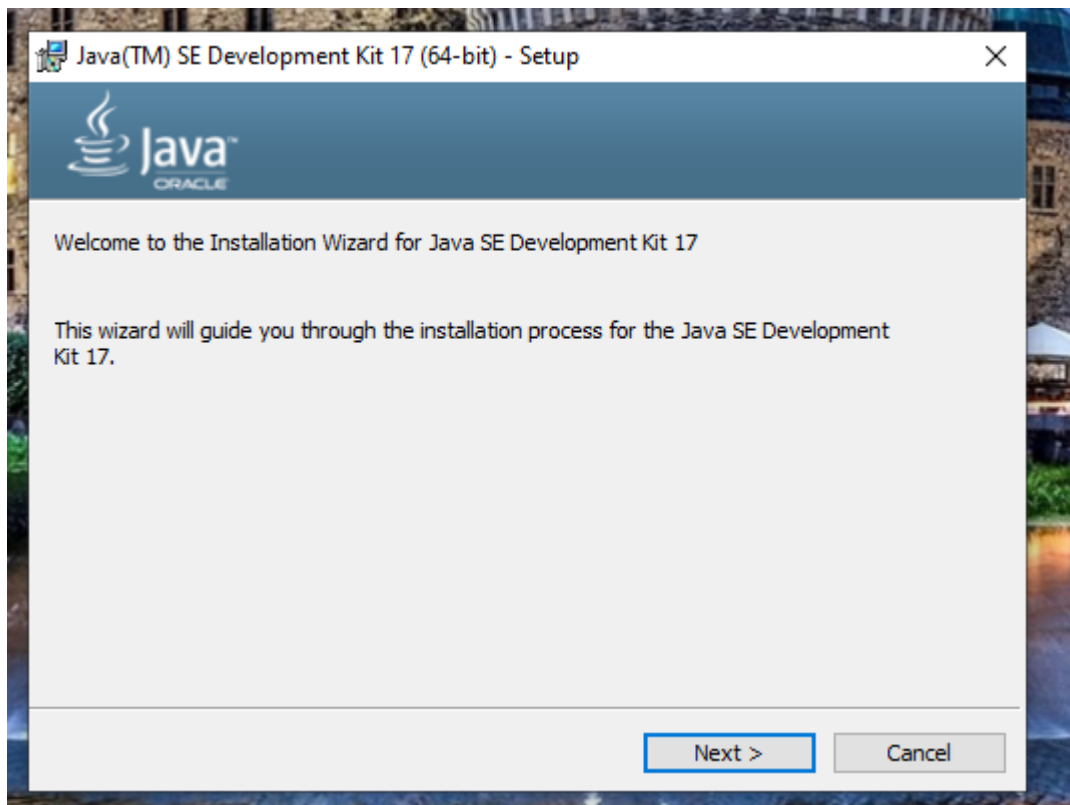 Java(TM) SE Development Kit 17 (64-bit) - Setup
Java™
ORACLE
Welcome to the Installation Wizard for Java SE Development Kit 17
This wizard will guide you through the installation process for the Java SE Development
Kit 17.
Next >
Cancel